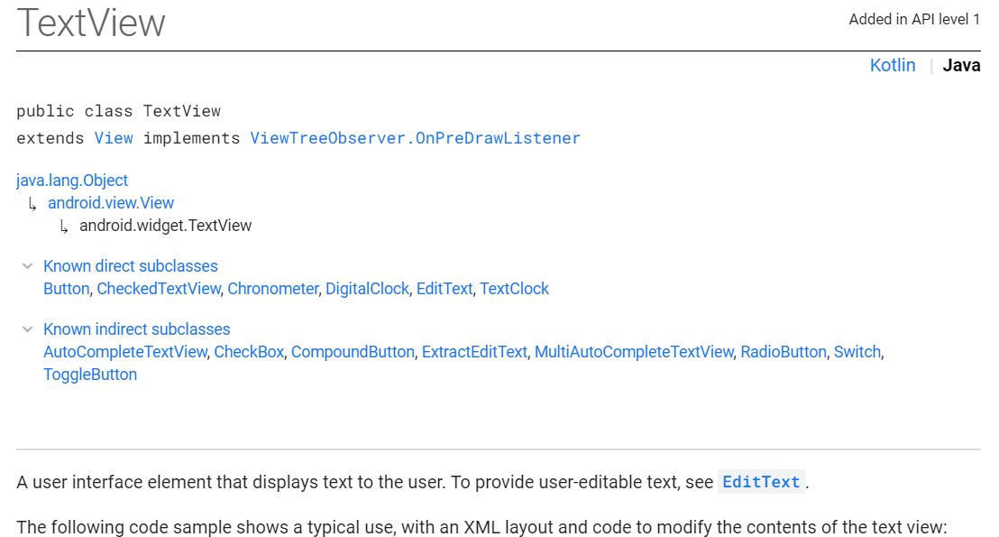 TextView
Added in API level 1
Kotlin | Java
public class TextView
extends View implements ViewTreeObserver.OnPreDrawListener
java.lang.Object
↳ android.view.View
↳ android.widget.TextView
Known direct subclasses
Button, CheckedTextView, Chronometer, DigitalClock, EditText, TextClock
Known indirect subclasses
AutoCompleteTextView, CheckBox, CompoundButton, ExtractEditText, MultiAutoCompleteTextView, RadioButton, Switch,
ToggleButton
A user interface element that displays text to the user. To provide user-editable text, see EditText.
The following code sample shows a typical use, with an XML layout and code to modify the contents of the text view: